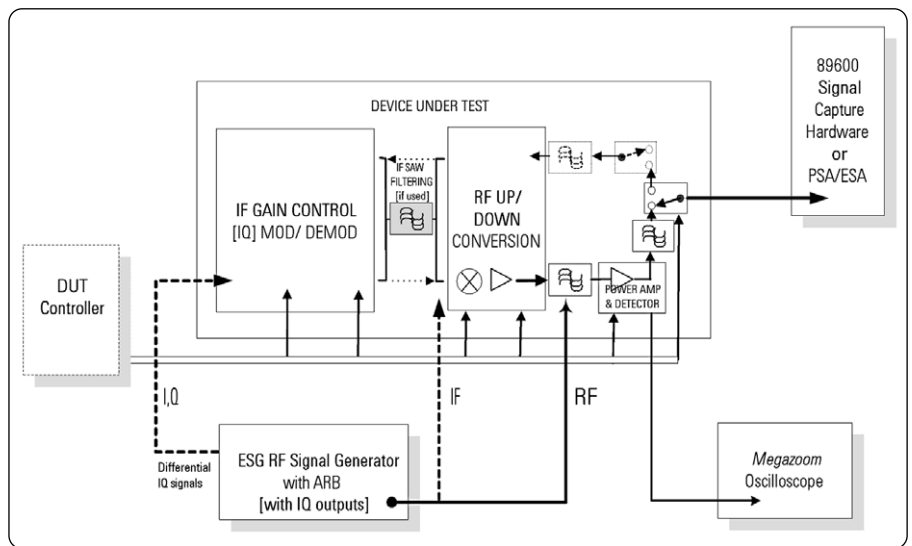 DEVICE UNDER TEST
89600
Signal
Capture
Hardware
or
PSA/ESA
IF GAIN CONTROL
[IQ] MOD/ DEMOD
IF SAW
FILTERING
[if used]
RF UP/
DOWN
CONVERSION
POWER AMP
& DETECTOR
DUT
Controller
I,Q
IF
RF
Differential
IQ signals
ESG RF Signal Generator
with ARB
[with IQ outputs]
Megazoom
Oscilloscope